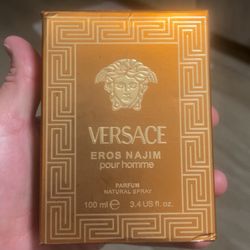 VERSACE
EROS NAJIM
pour homme
PARFUM
NATURAL SPRAY
100 ml ℮ 3.4 US fl. oz.